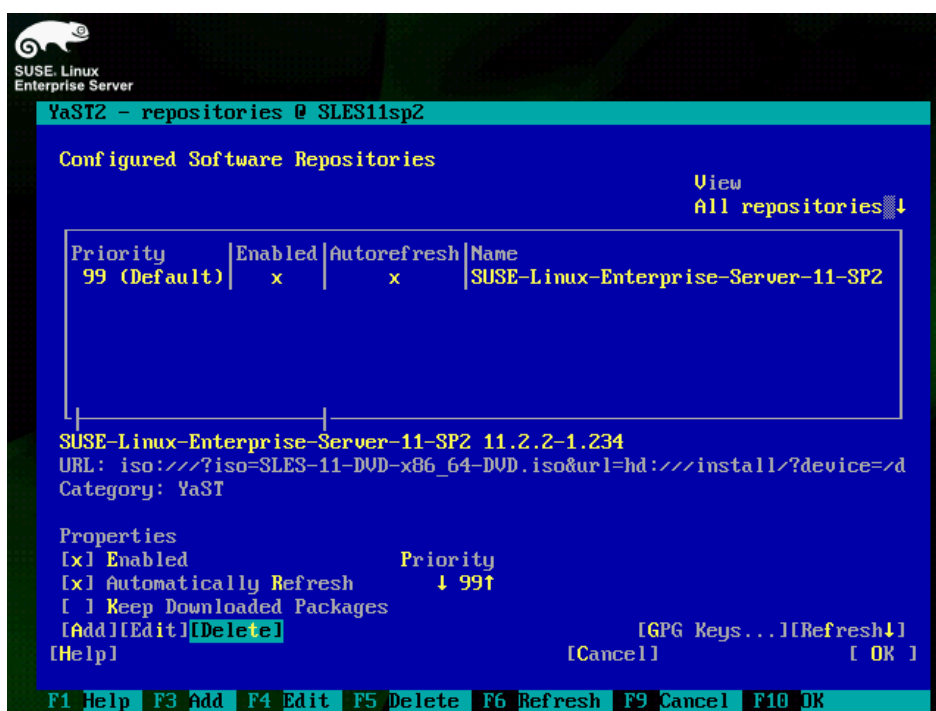 SUSE. Linux
Enterprise Server
YaST2 - repositories @ SLES11sp2
Configured Software Repositories
View
All repositories↓
Priority |Enabled|Autorefresh|Name
99 (Default)| x | x |SUSE-Linux-Enterprise-Server-11-SP2
SUSE-Linux-Enterprise-Server-11-SP2 11.2.2-1.234
URL: iso:///?iso=SLES-11-DVD-x86_64-DVD.iso&url=hd:///install/?device=/d
Category: YaST
Properties
[x] Enabled Priority
[x] Automatically Refresh ↓ 99↑
[ ] Keep Downloaded Packages
[Add][Edit][Delete] [GPG Keys...][Refresh↓]
[Help] [Cancel] [ OK ]
F1 Help F3 Add F4 Edit F5 Delete F6 Refresh F9 Cancel F10 OK